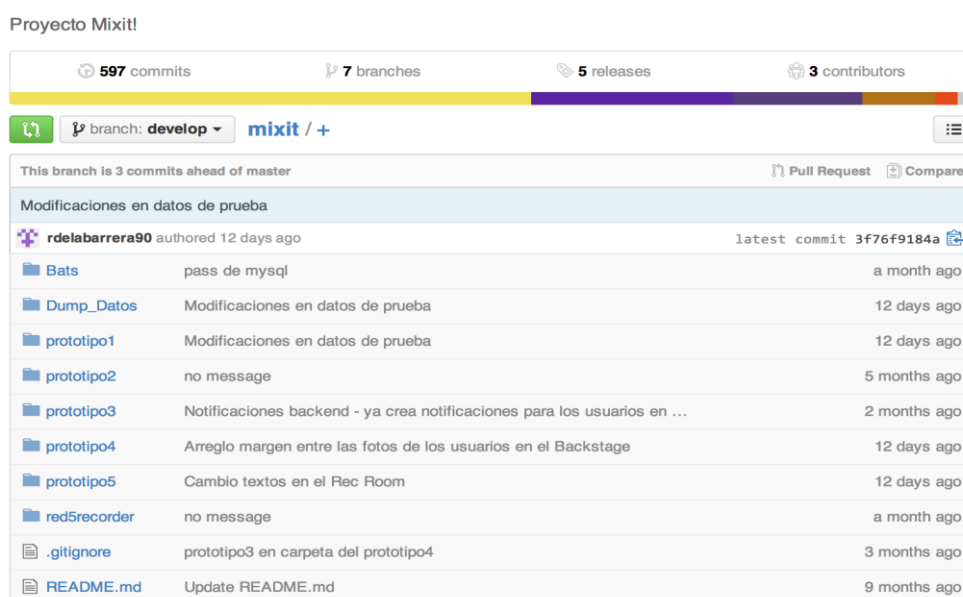 Proyecto Mixit!
597 commits 7 branches 5 releases 3 contributors
branch: develop mixit / +
This branch is 3 commits ahead of master Pull Request Compare
Modificaciones en datos de prueba
rdelabarrera90 authored 12 days ago latest commit 3f76f9184a
Bats pass de mysql a month ago
Dump_Datos Modificaciones en datos de prueba 12 days ago
prototipo1 Modificaciones en datos de prueba 12 days ago
prototipo2 no message 5 months ago
prototipo3 Notificaciones backend - ya crea notificaciones para los usuarios en ... 2 months ago
prototipo4 Arreglo margen entre las fotos de los usuarios en el Backstage 12 days ago
prototipo5 Cambio textos en el Rec Room 12 days ago
red5recorder no message a month ago
.gitignore prototipo3 en carpeta del prototipo4 3 months ago
README.md Update README.md 9 months ago